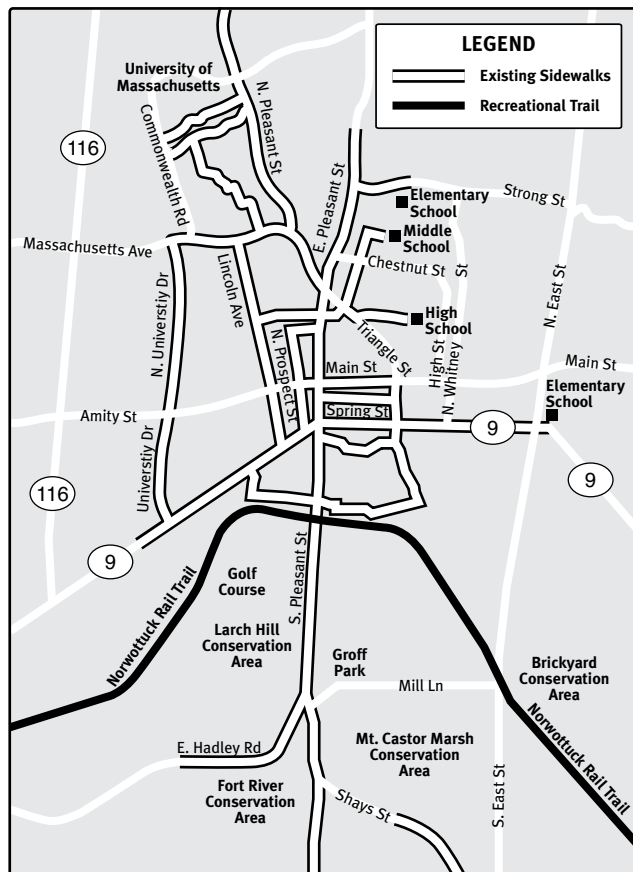 LEGEND
Existing Sidewalks
Recreational Trail
University of
Massachusetts
N. Pleasant St
Commonwealth Rd
116
E. Pleasant St
Elementary
School
Strong St
Middle
School
Massachusetts Ave
Chestnut St
Lincoln Ave
N. East St
N. Universtiy Dr
High
School
Triangle St
High St
N. Whitney St
N. Prospect St
Main St
Main St
Elementary
School
Amity St
Spring St
9
Universtiy Dr
116
9
9
S. Pleasant St
Golf
Course
Norwottuck Rail Trail
Larch Hill
Conservation
Area
Groff
Park
Brickyard
Conservation
Area
Mill Ln
E. Hadley Rd
Mt. Castor Marsh
Conservation
Area
Norwottuck Rail Trail
Fort River
Conservation
Area
Shays St
S. East St